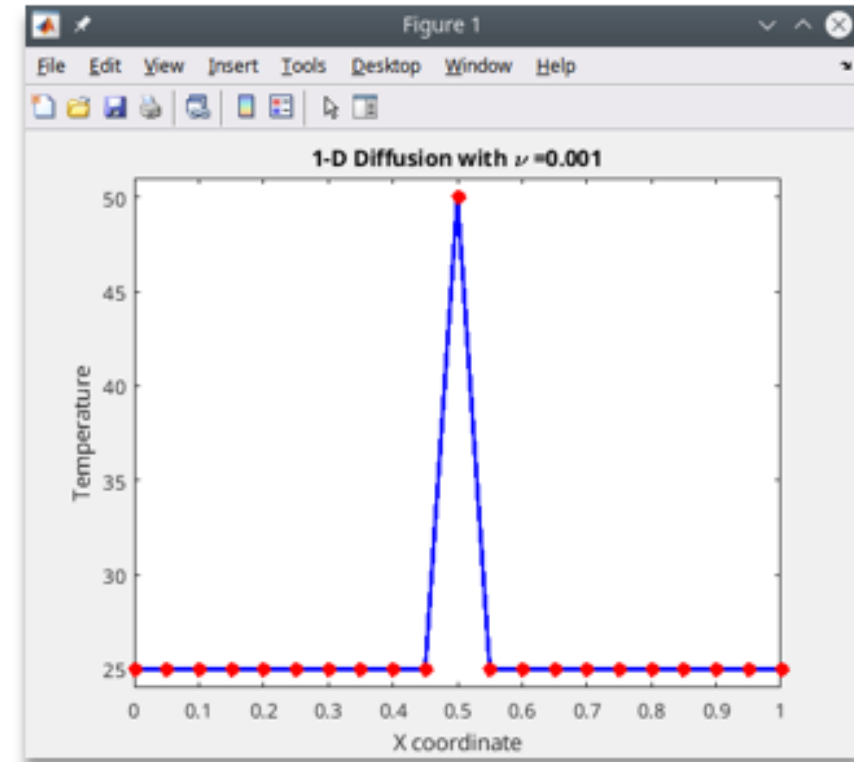 Figure 1
File Edit View Insert Tools Desktop Window Help
1-D Diffusion with ν =0.001
50
45
40
35
30
25
Temperature
0 0.1 0.2 0.3 0.4 0.5 0.6 0.7 0.8 0.9 1
X coordinate